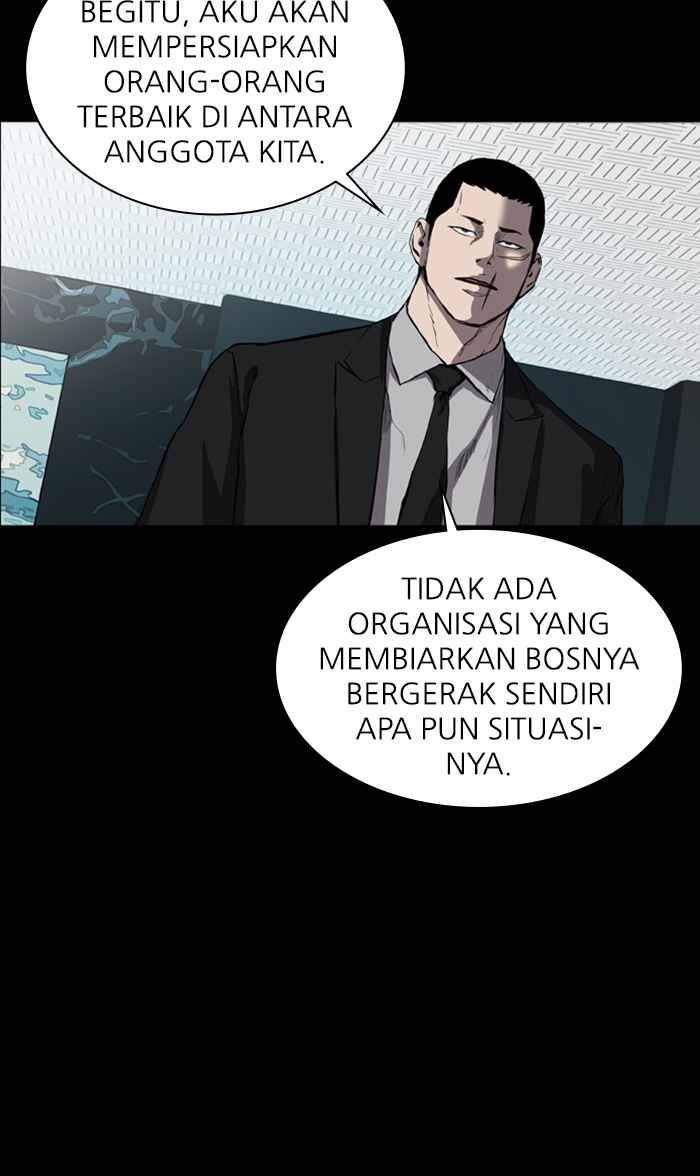 BEGITU, AKU AKAN
MEMPERSIAPKAN
ORANG-ORANG
TERBAIK DI ANTARA
ANGGOTA KITA.
TIDAK ADA
ORGANISASI YANG
MEMBIARKAN BOSNYA
BERGERAK SENDIRI
APA PUN SITUASI-
NYA.